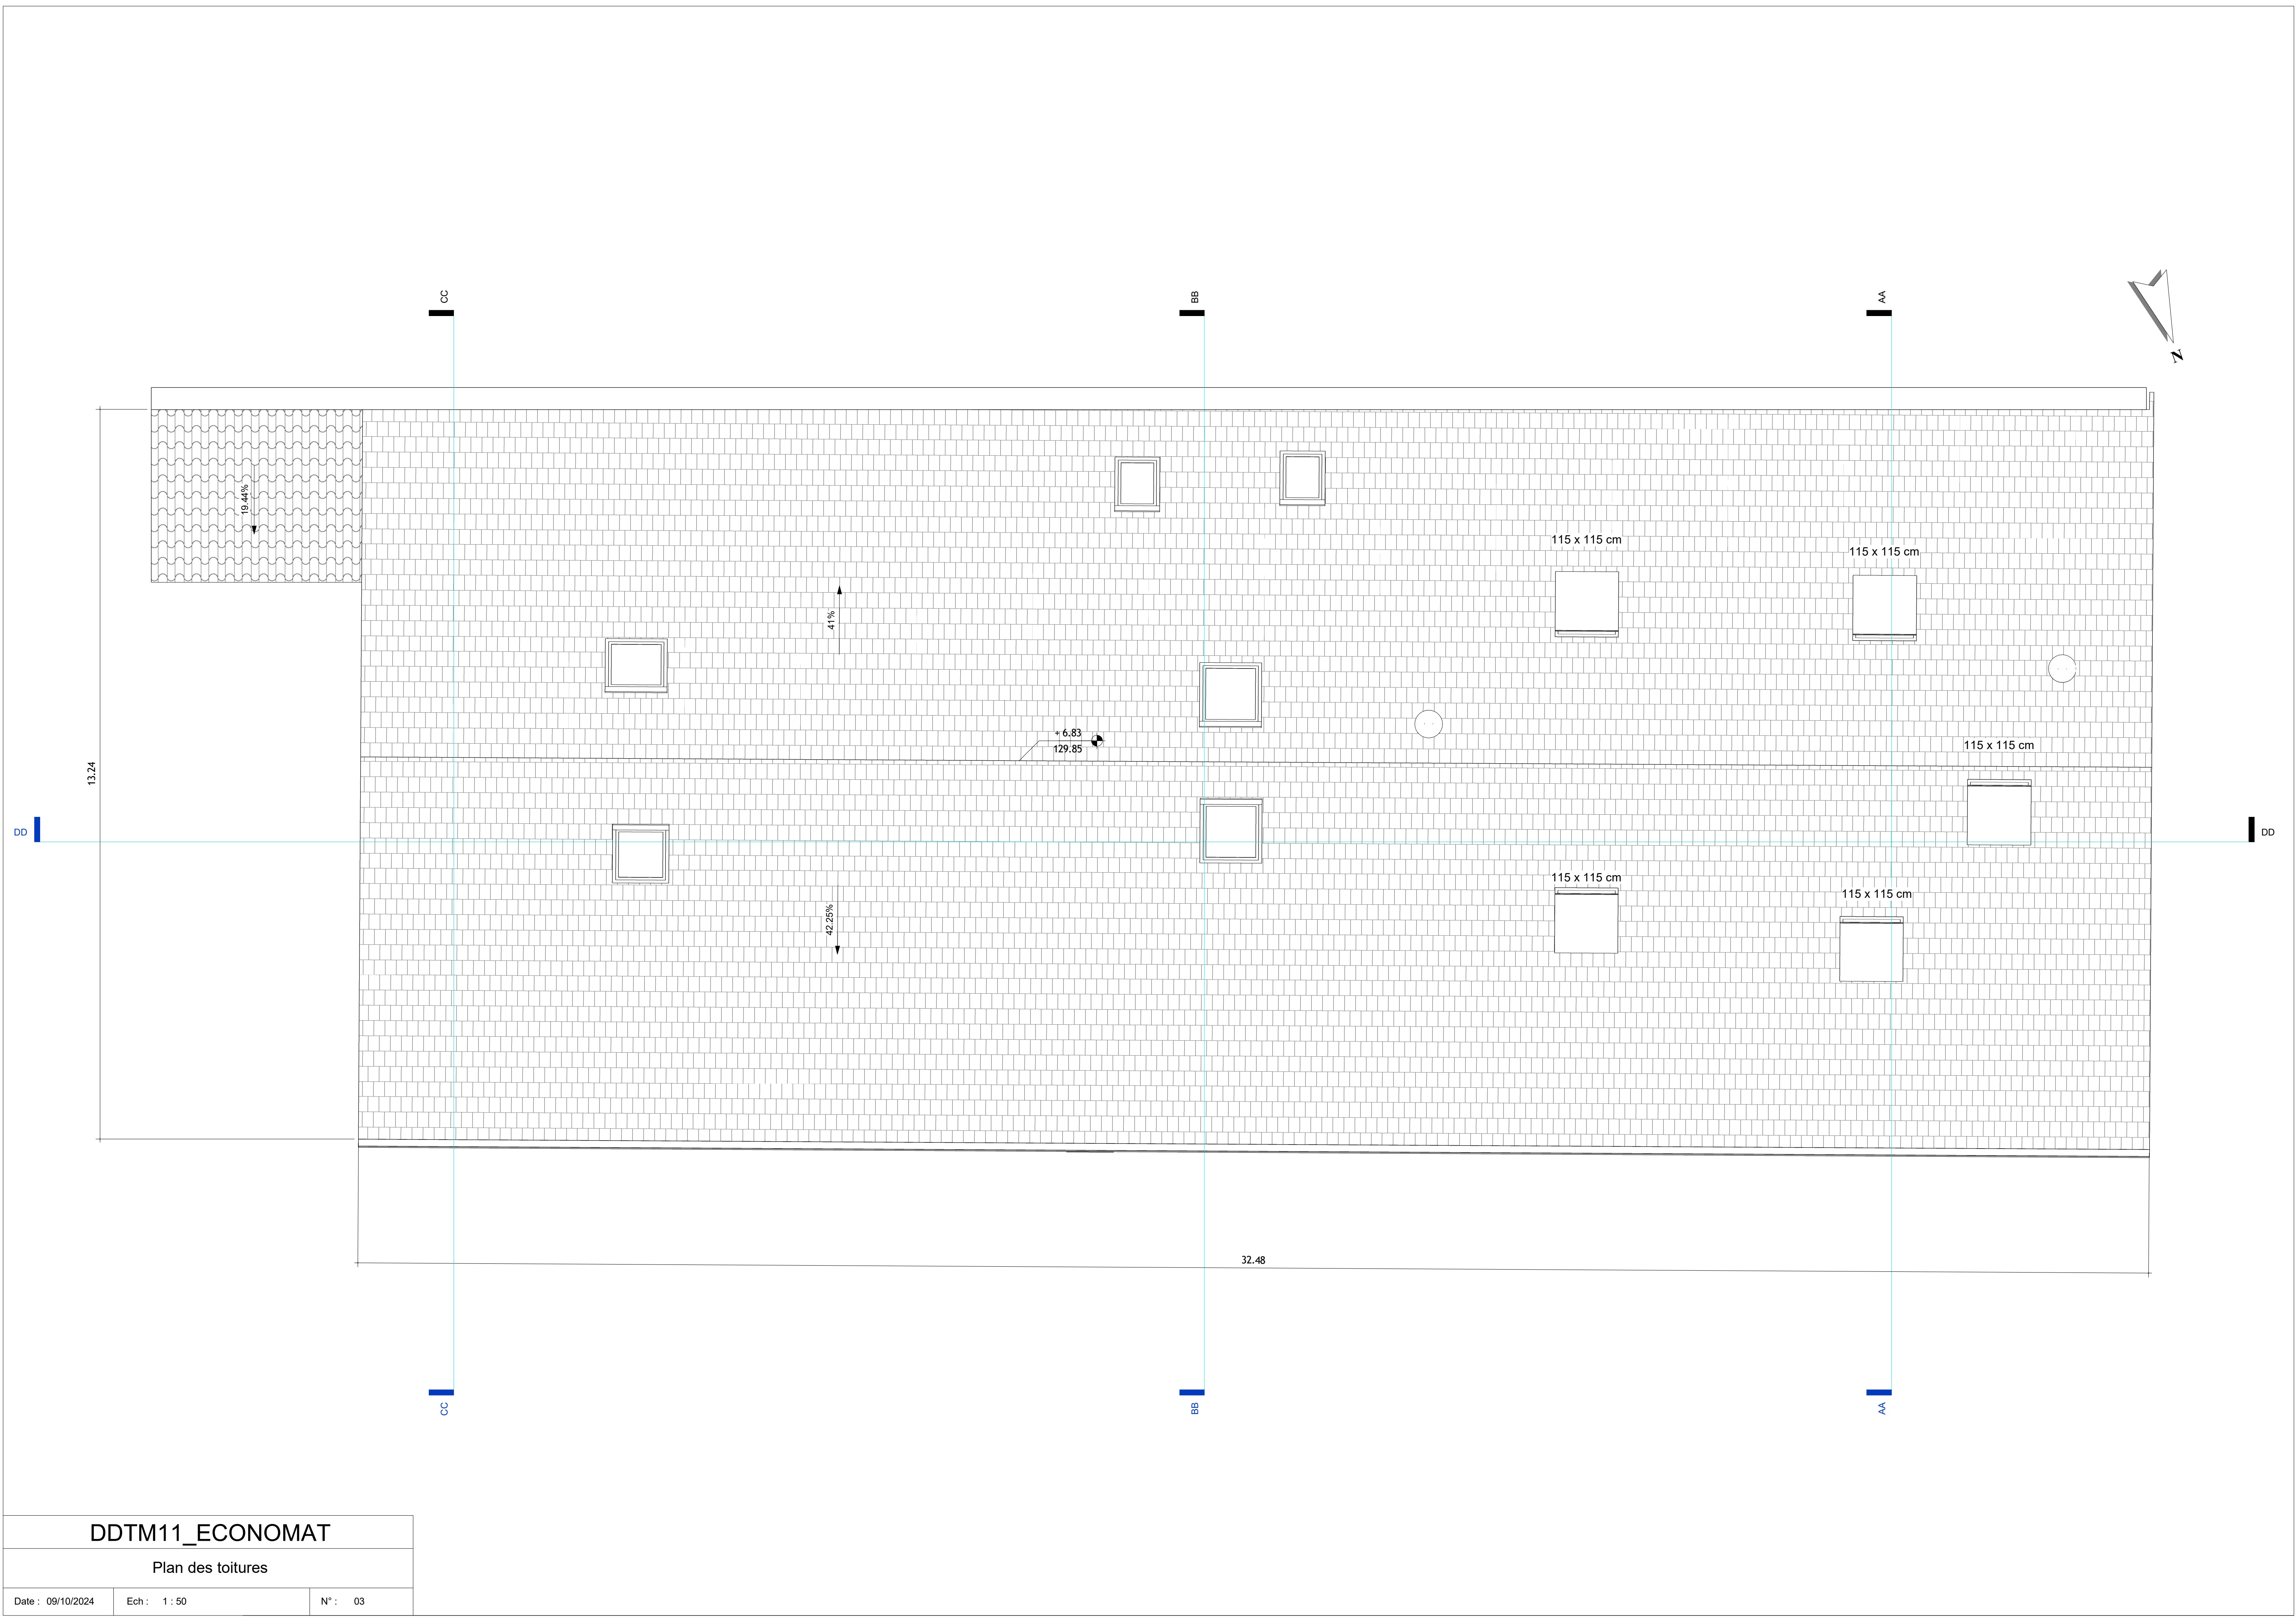 CC
BB
AA
N
19.44%
115 x 115 cm
115 x 115 cm
41%
+ 6.83
129.85
115 x 115 cm
13.24
DD
DD
115 x 115 cm
115 x 115 cm
42.25%
32.48
CC
BB
AA
DDTM11_ECONOMAT
Plan des toitures
Date : 09/10/2024 Ech : 1 : 50 N° : 03